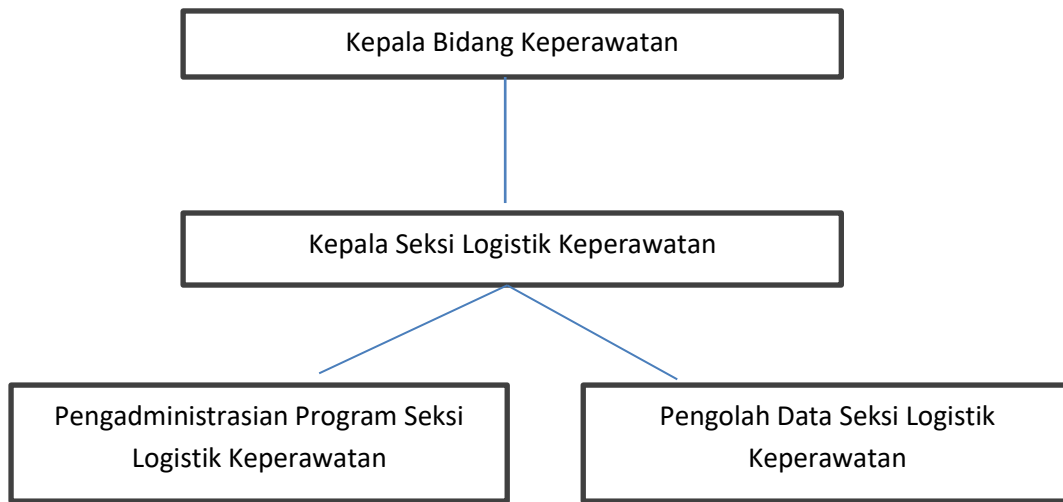 Kepala Bidang Keperawatan
Kepala Seksi Logistik Keperawatan
Pengadministrasian Program Seksi
Logistik Keperawatan
Pengolah Data Seksi Logistik
Keperawatan